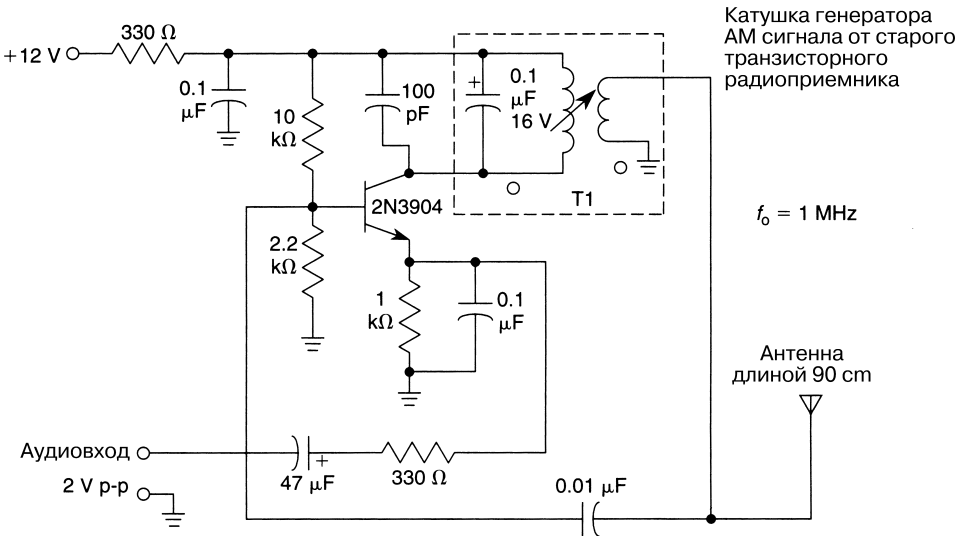 Катушка генератора
АМ сигнала от старого
транзисторного
радиоприемника
330 Ω
+12 V
0.1
μF
10
kΩ
100
pF
+
0.1
μF
16 V
T1
2N3904
fo = 1 MHz
2.2
kΩ
1
kΩ
0.1
μF
Антенна
длиной 90 cm
Аудиовход
2 V p-p
+
47 μF
330 Ω
0.01 μF